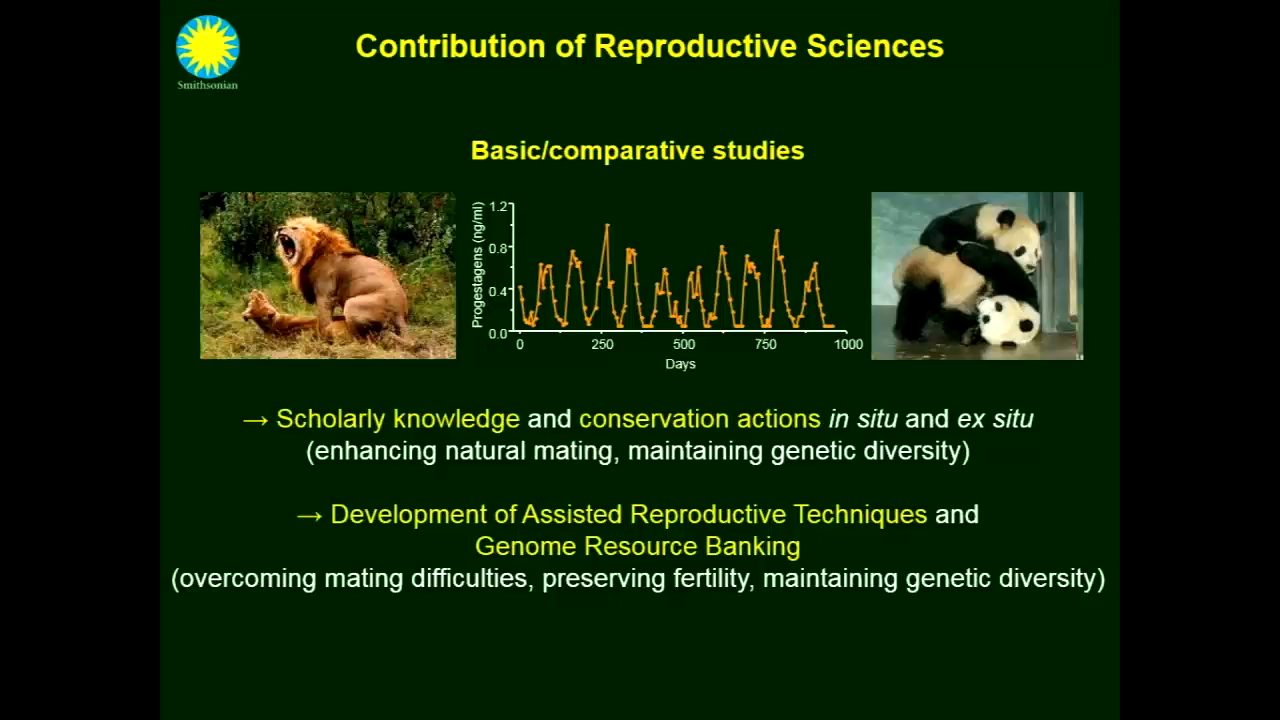 Smithsonian
Contribution of Reproductive Sciences
Basic/comparative studies
Progestagens (ng/ml)
1.2
0.8
0.4
0.0
0 250 500 750 1000
Days
→ Scholarly knowledge and conservation actions in situ and ex situ
(enhancing natural mating, maintaining genetic diversity)
→ Development of Assisted Reproductive Techniques and
Genome Resource Banking
(overcoming mating difficulties, preserving fertility, maintaining genetic diversity)